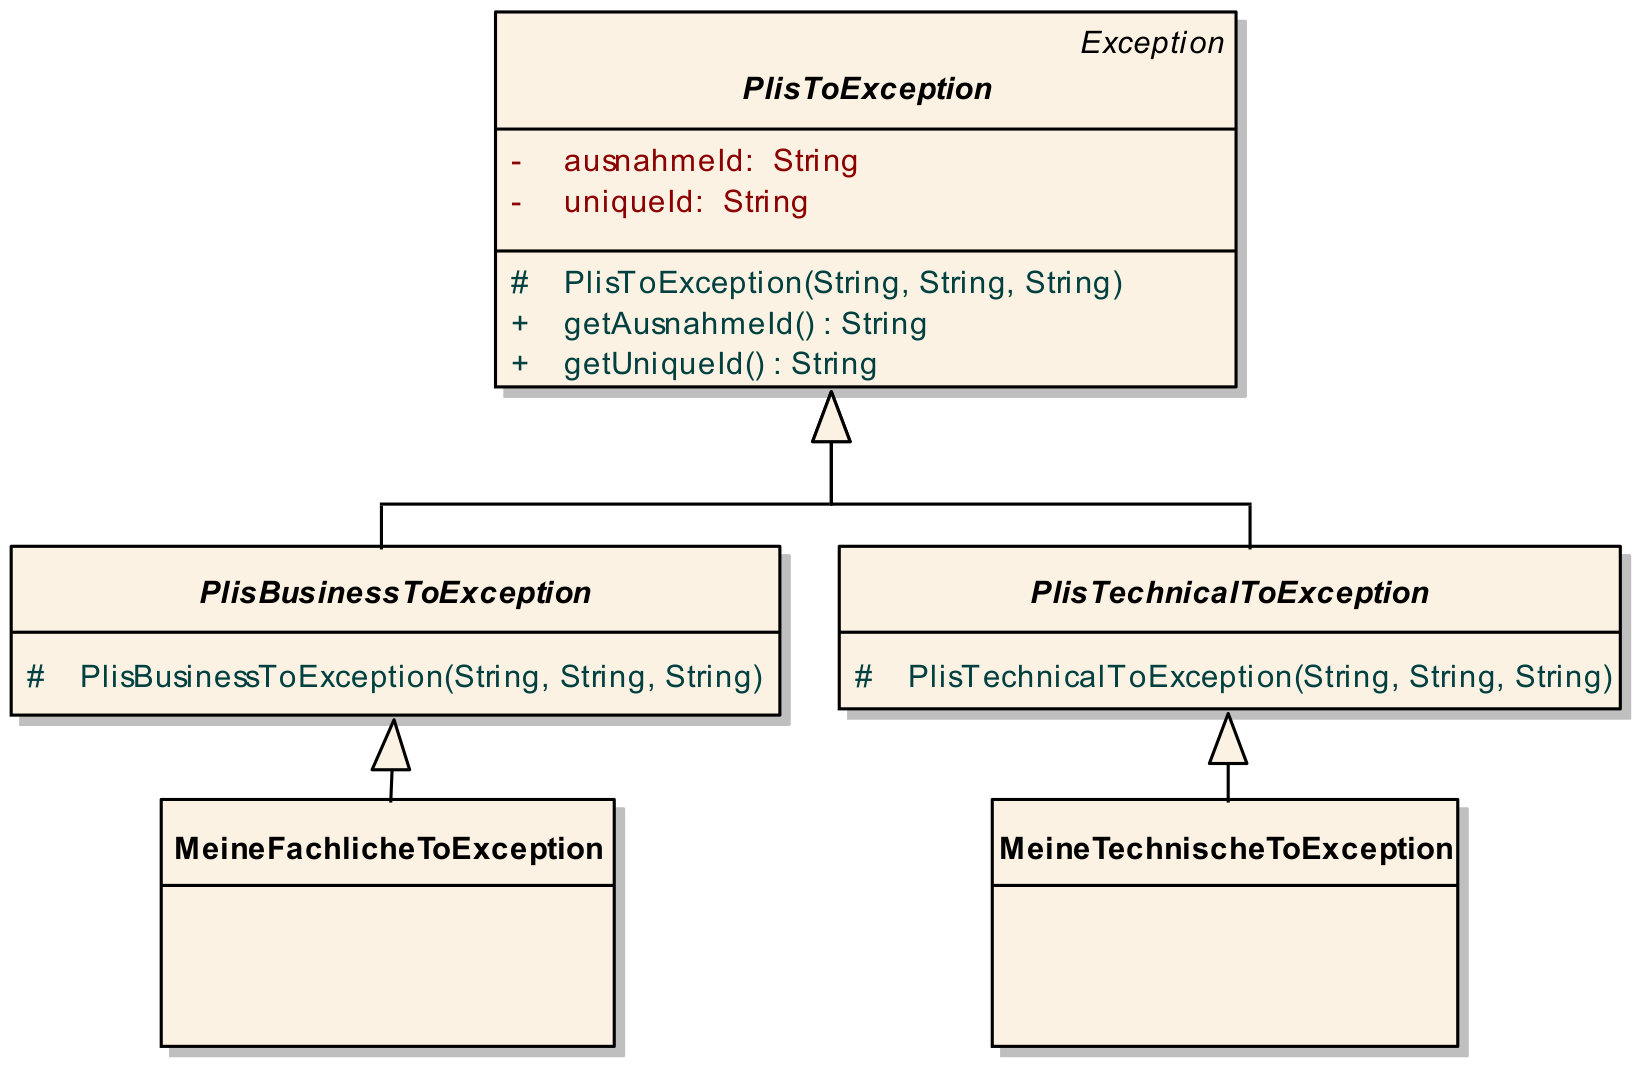 Exception
PlisToException
- ausnahmeId: String
- uniqueId: String
# PlisToException(String, String, String)
+ getAusnahmeId() : String
+ getUniqueId() : String
PlisBusinessToException
# PlisBusinessToException(String, String, String)
PlisTechnicalToException
# PlisTechnicalToException(String, String, String)
MeineFachlicheToException
MeineTechnischeToException